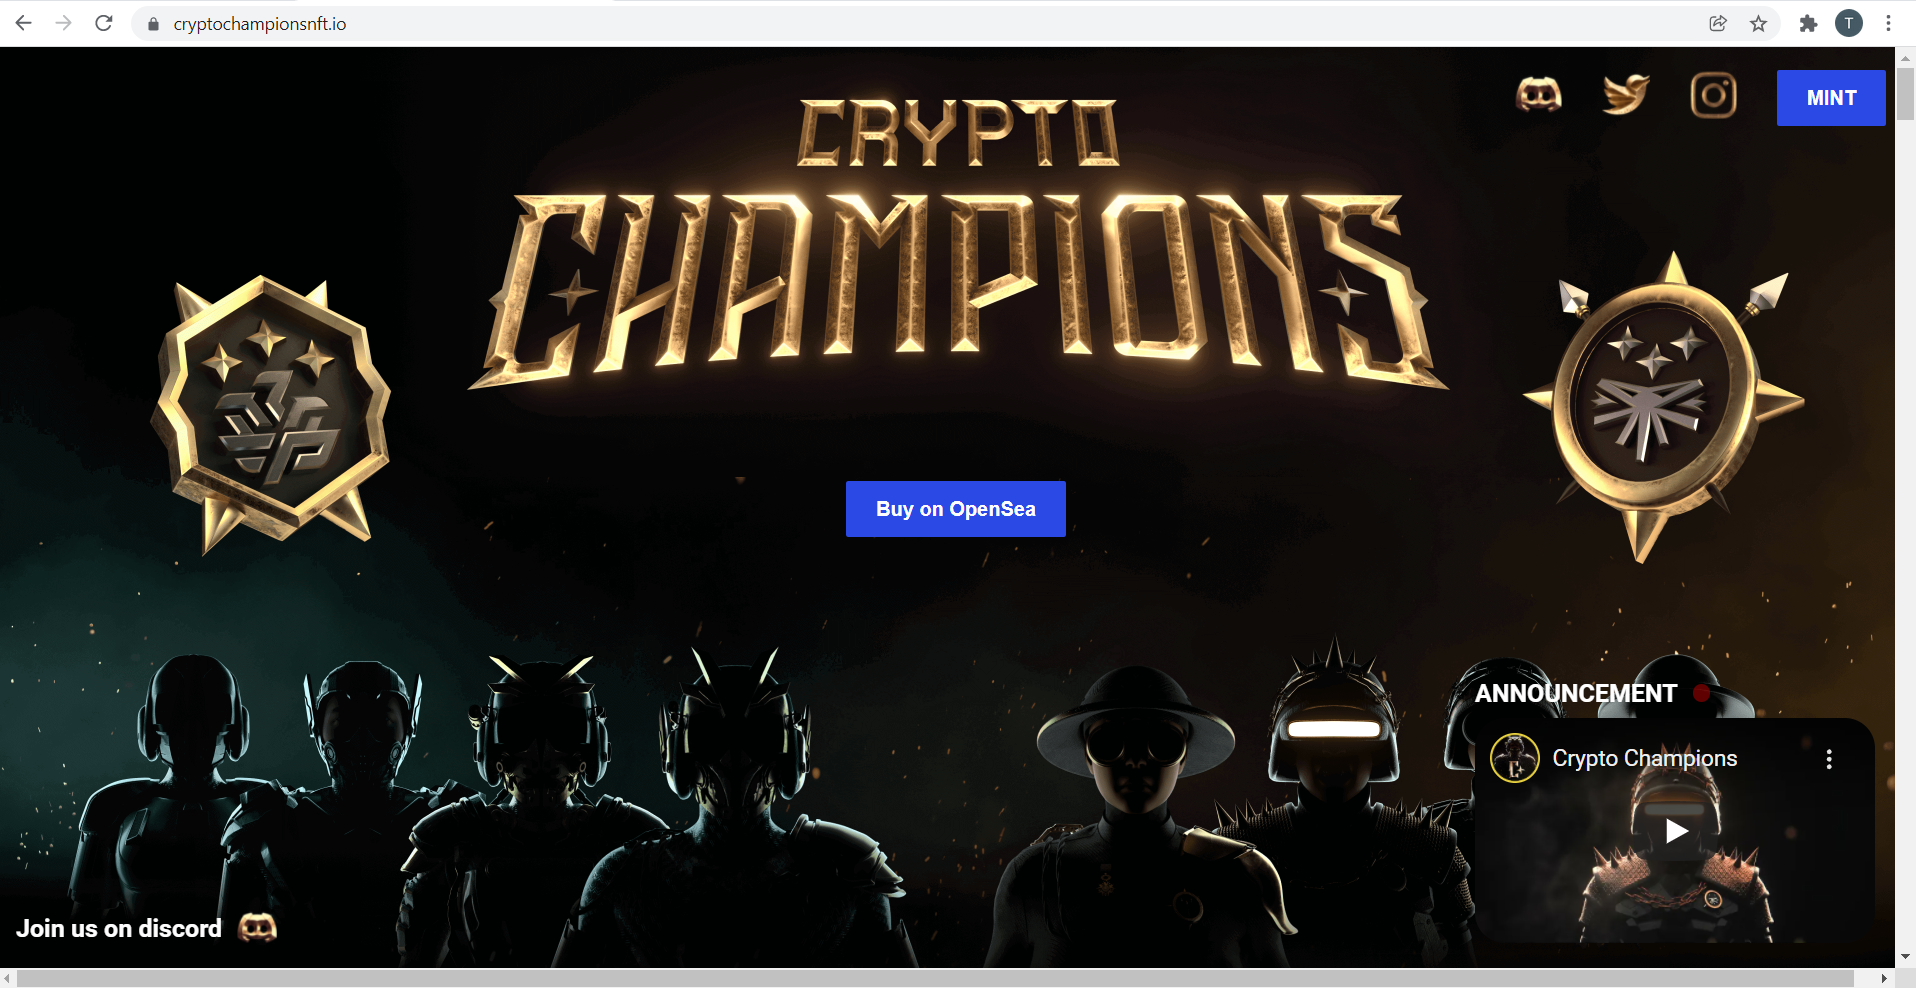 cryptochampionsnft.io
T
MINT
CRYPTO
CHAMPIONS
Buy on OpenSea
ANNOUNCEMENT
Crypto Champions
Join us on discord